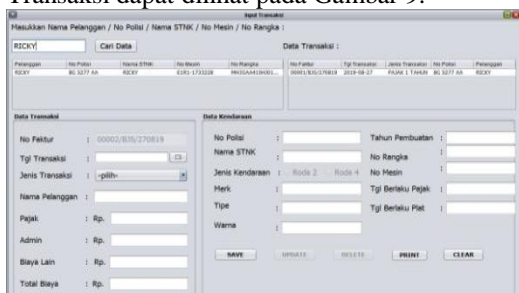 Transaksi dapat dilihat pada Gambar 9.
Input Transaksi
Masukkan Nama Pelanggan / No Polisi / Nama STNK / No Mesin / No Rangka :
RICKY
Cari Data
Data Transaksi :
Pelanggan No Polisi Nama STNK No Mesin No Rangka
RICKY BG 3277 AA RICKY
No Faktur Tgl Transaksi Jenis Transaksi No Polisi Pelanggan
00001/BJS/270819 2019-08-27 PAJAK 1 TAHUN BG 3277 AA RICKY
Data Transaksi
No Faktur : 00002/BJS/270819
Tgl Transaksi :
Jenis Transaksi : -pilih-
Nama Pelanggan :
Pajak : Rp.
Admin : Rp.
Biaya Lain : Rp.
Total Biaya : Rp.
Data Kendaraan
No Polisi :
Nama STNK :
Jenis Kendaraan : Roda 2 Roda 4
Merk :
Tipe :
Warna :
Tahun Pembuatan :
No Rangka :
No Mesin :
Tgl Berlaku Pajak :
Tgl Berlaku Plat :
SAVE UPDATE DELETE PRINT CLEAR